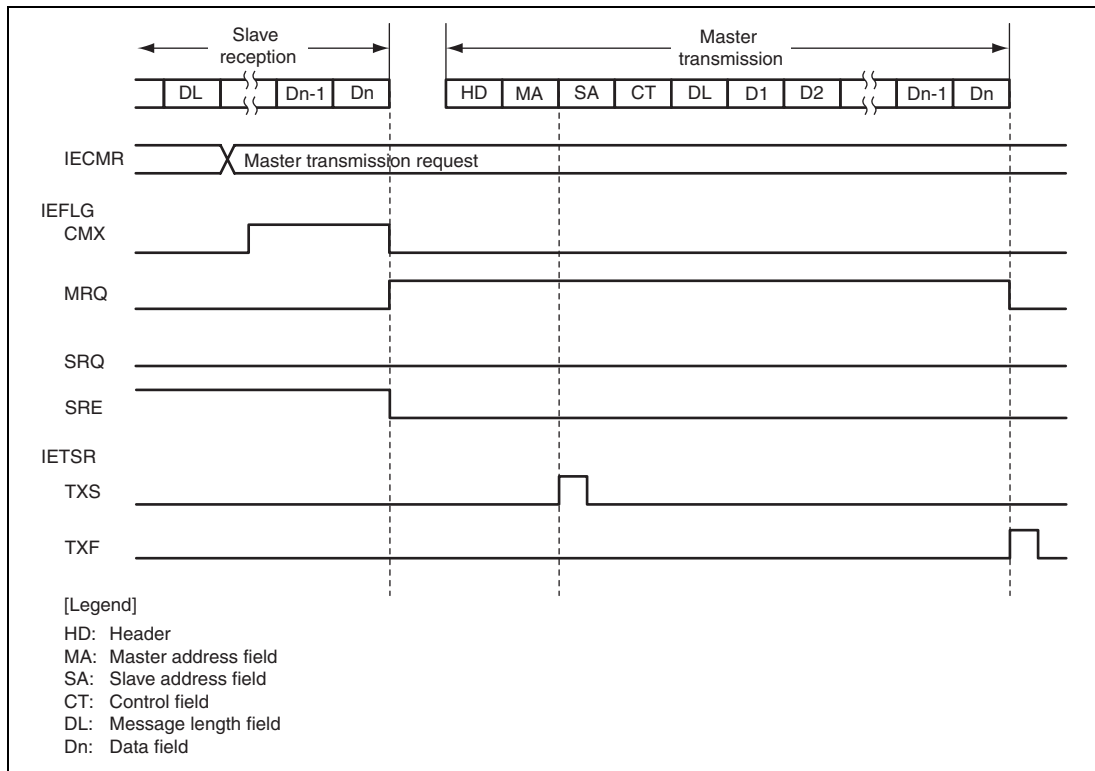 Slave
reception
Master
transmission
DL Dn-1 Dn HD MA SA CT DL D1 D2 Dn-1 Dn
IECMR Master transmission request
IEFLG
CMX
MRQ
SRQ
SRE
IETSR
TXS
TXF
[Legend]
HD: Header
MA: Master address field
SA: Slave address field
CT: Control field
DL: Message length field
Dn: Data field